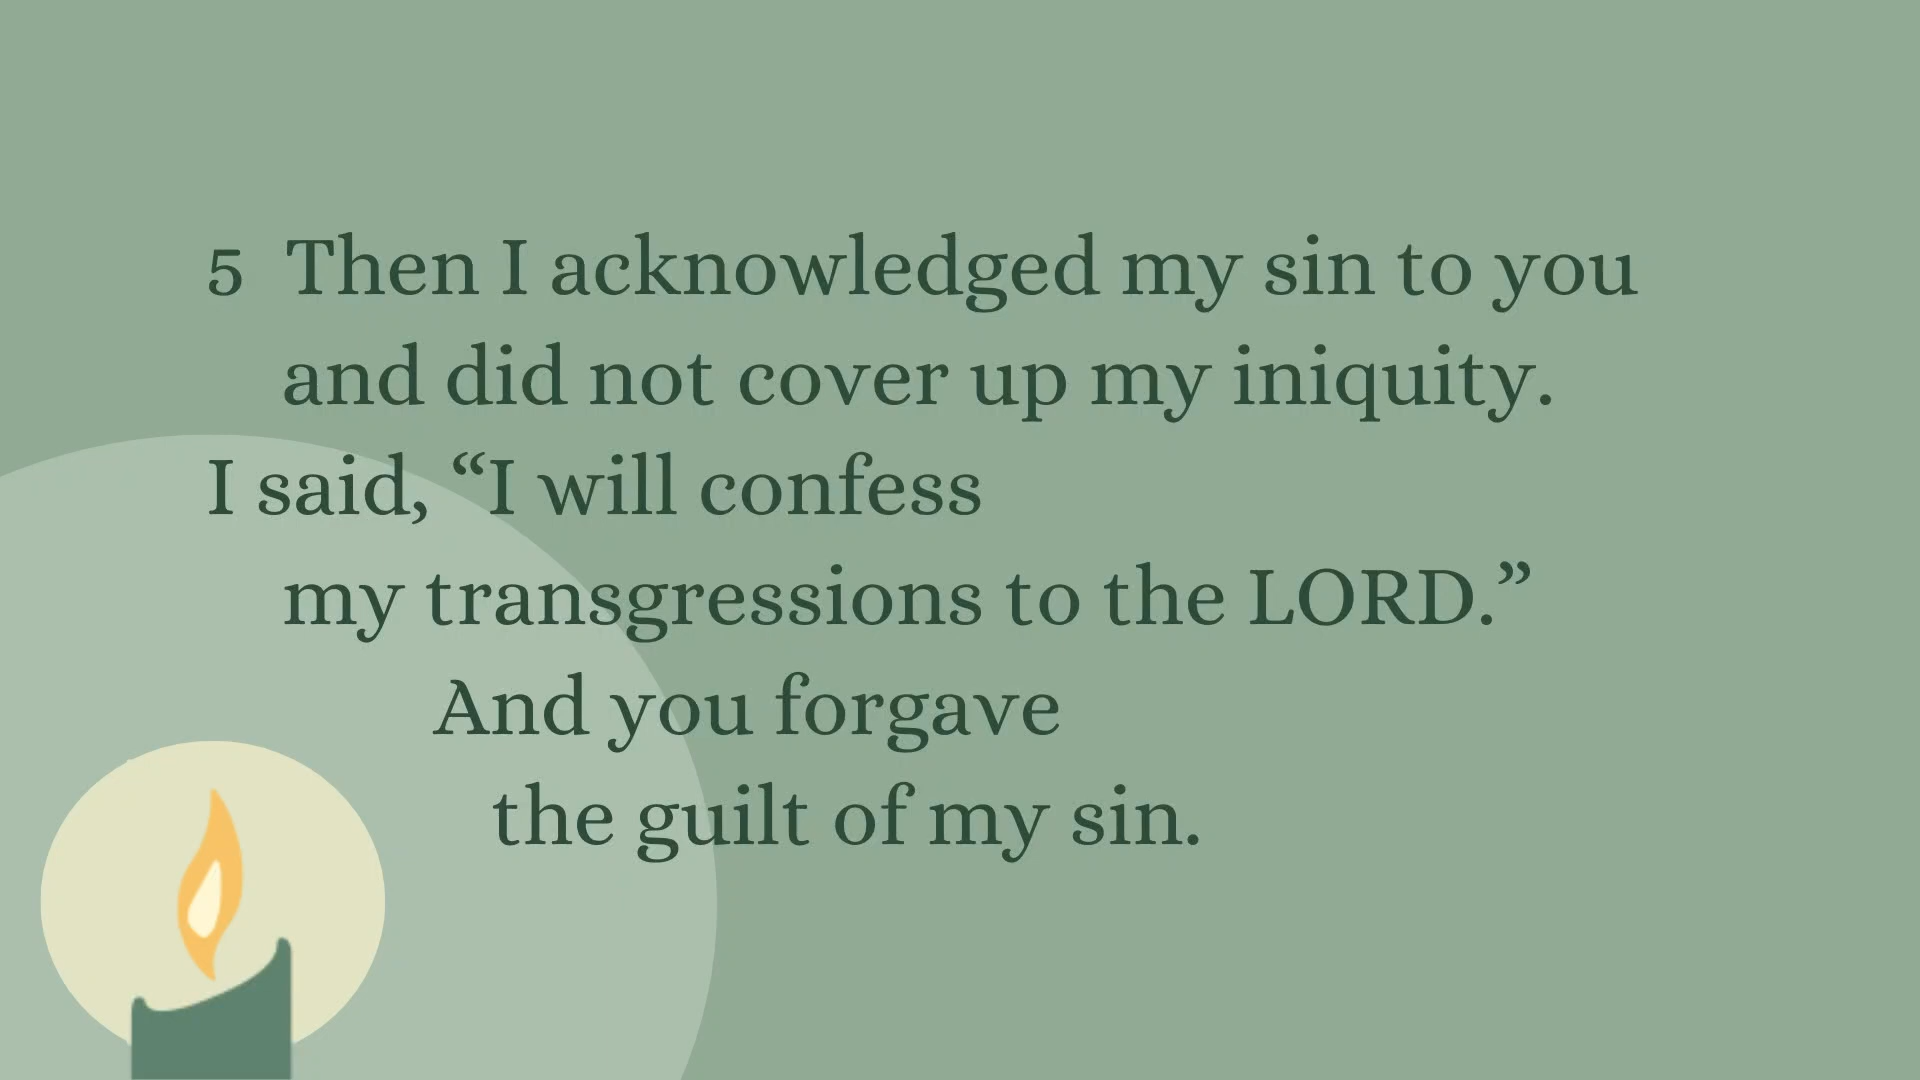 5 Then I acknowledged my sin to you
and did not cover up my iniquity.
I said, “I will confess
my transgressions to the LORD.”
And you forgave
the guilt of my sin.